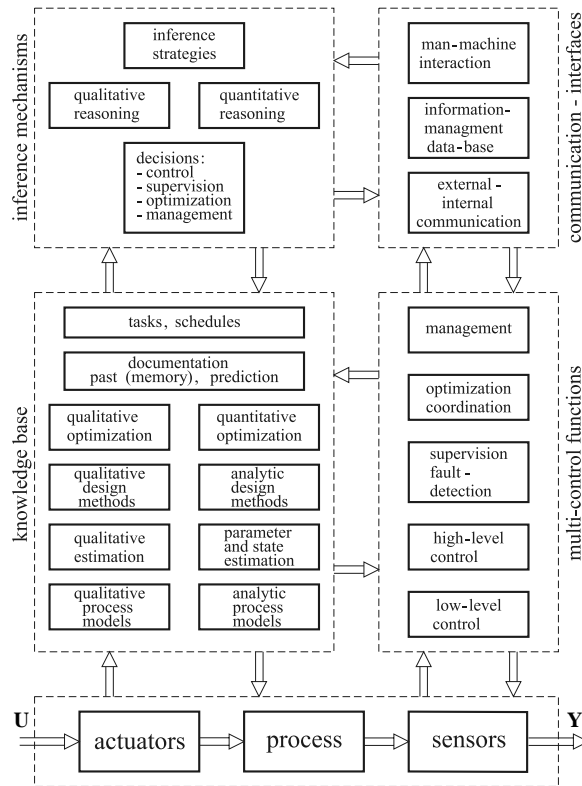 inference mechanisms
inference
strategies
qualitative
reasoning
quantitative
reasoning
decisions:
- control
- supervision
- optimization
- management
communication - interfaces
man-machine
interaction
information-
managment
data-base
external -
internal
communication
knowledge base
tasks, schedules
documentation
past (memory), prediction
qualitative
optimization
quantitative
optimization
qualitative
design
methods
analytic
design
methods
qualitative
estimation
parameter
and state
estimation
qualitative
process
models
analytic
process
models
multi-control functions
management
optimization
coordination
supervision
fault-
detection
high-level
control
low-level
control
U
actuators
process
sensors
Y